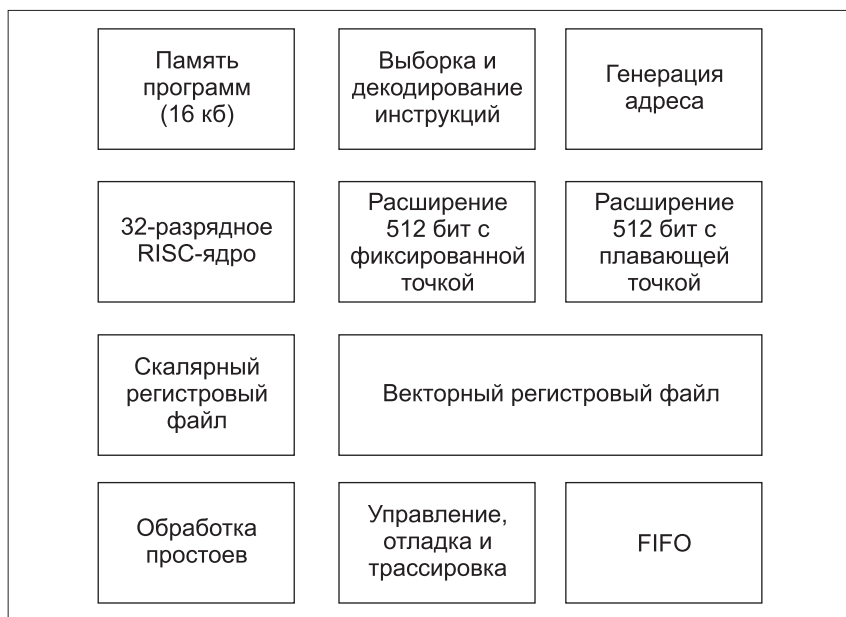 Память
программ
(16 кб)
Выборка и
декодирование
инструкций
Генерация
адреса
32-разрядное
RISC-ядро
Расширение
512 бит с
фиксированной
точкой
Расширение
512 бит с
плавающей
точкой
Скалярный
регистровый
файл
Векторный регистровый файл
Обработка
простоев
Управление,
отладка и
трассировка
FIFO